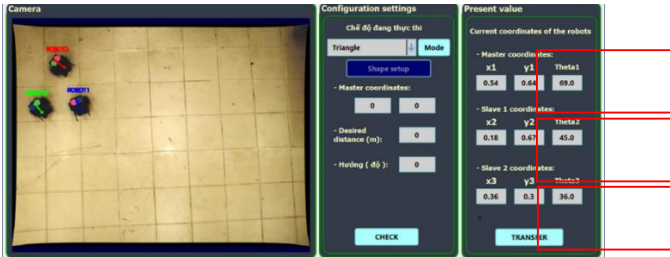 Camera
ROBOT3
ROBOT1
Configuration settings
Chế độ đang thực thi
Triangle Mode
Shape setup
- Master coordinates:
0 0
- Desired distance (m): 0
- Hướng ( độ ): 0
CHECK
Present value
Current coordinates of the robots
- Master coordinates:
x1 y1 Theta1
0.54 0.64 69.0
- Slave 1 coordinates:
x2 y2 Theta2
0.18 0.67 45.0
- Slave 2 coordinates:
x3 y3 Theta3
0.36 0.3 36.0
TRANSFER